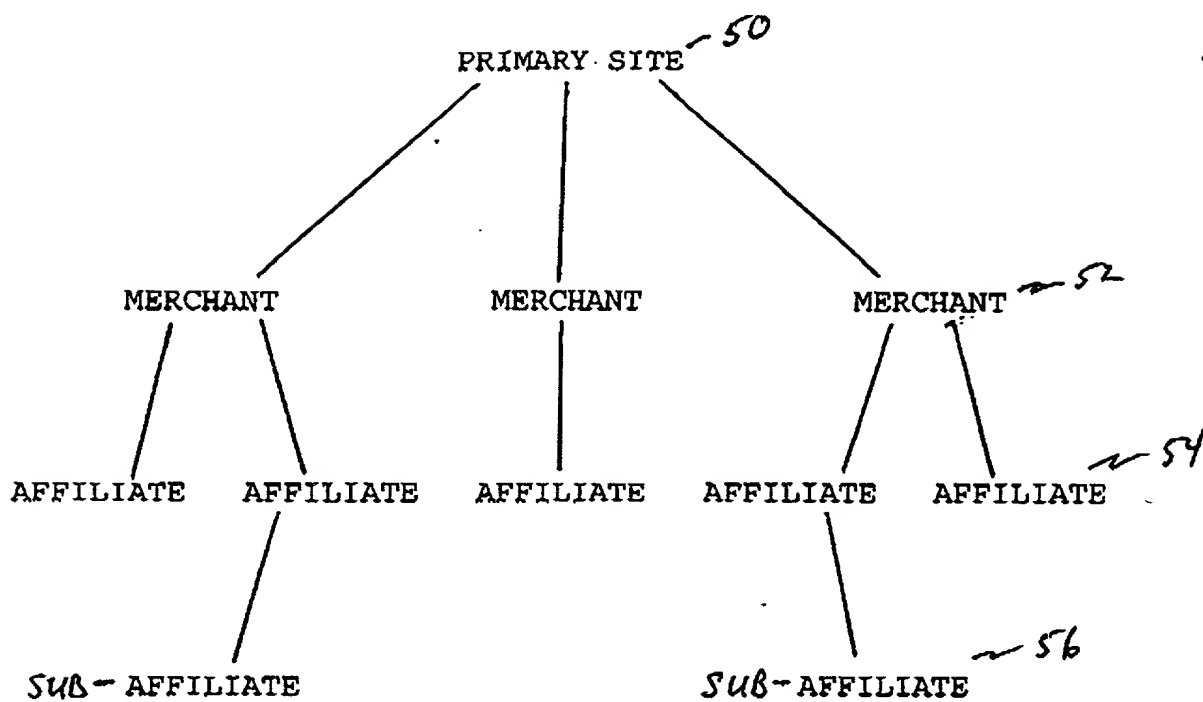 PRIMARY SITE 50
MERCHANT MERCHANT MERCHANT 52
AFFILIATE AFFILIATE AFFILIATE AFFILIATE AFFILIATE 54
SUB-AFFILIATE SUB-AFFILIATE 56